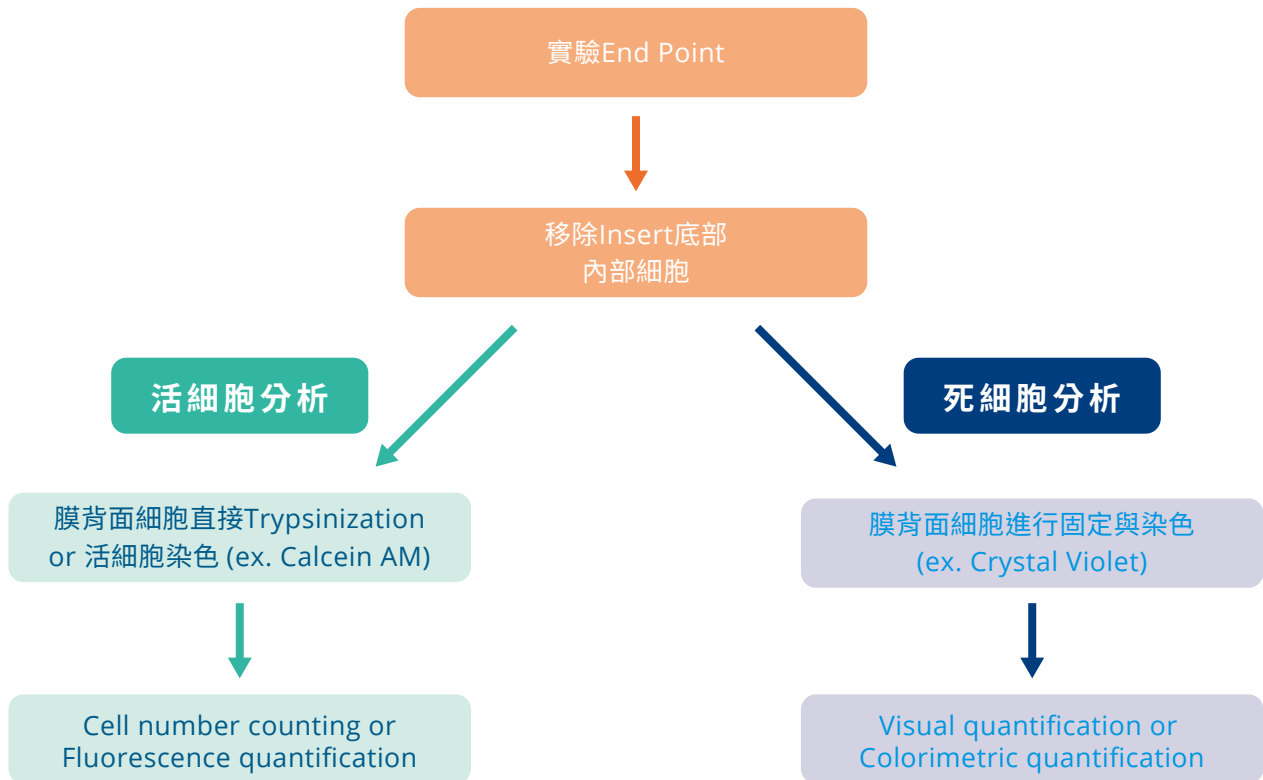 實驗End Point
移除Insert底部
內部細胞
活細胞分析
死細胞分析
膜背面細胞直接Trypsinization
or 活細胞染色 (ex. Calcein AM)
膜背面細胞進行固定與染色
(ex. Crystal Violet)
Cell number counting or
Fluorescence quantification
Visual quantification or
Colorimetric quantification